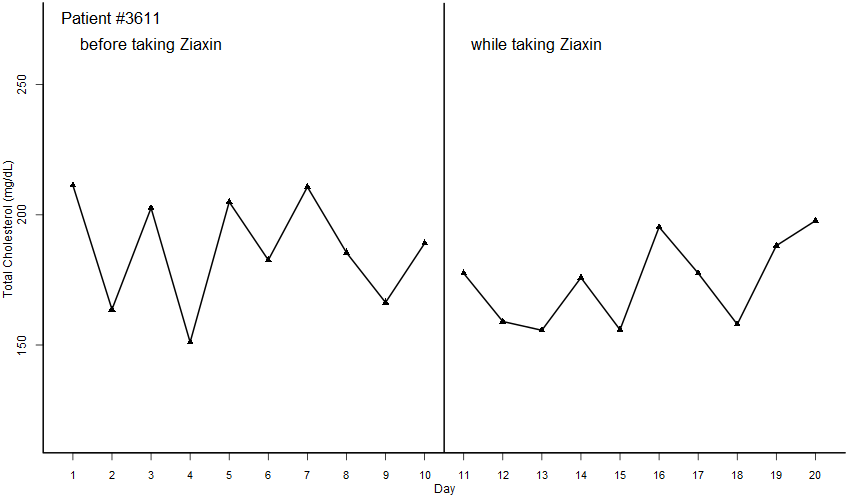 Patient #3611
before taking Ziaxin
while taking Ziaxin
Total Cholesterol (mg/dL)
250
200
150
1 2 3 4 5 6 7 8 9 10 11 12 13 14 15 16 17 18 19 20
Day